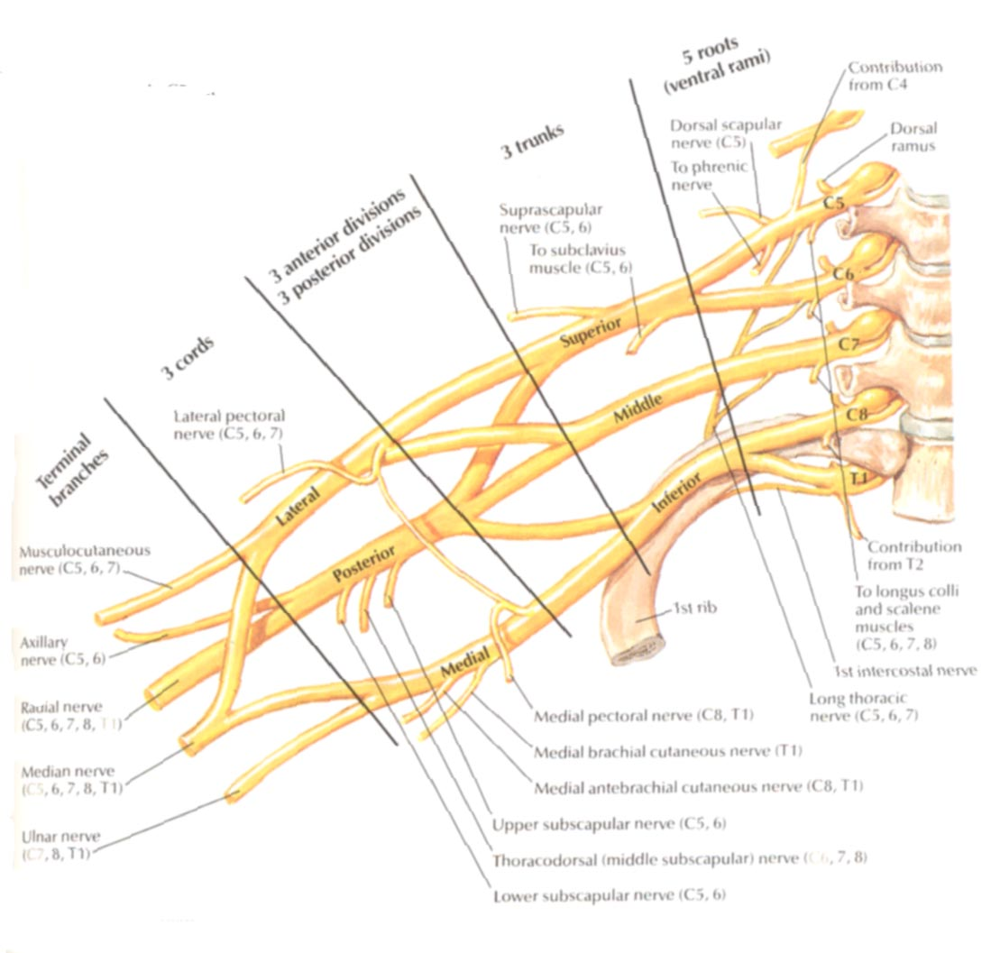 5 roots
(ventral rami)
Contribution
from C4
3 trunks
Dorsal scapular
nerve (C5)
Dorsal
ramus
To phrenic
nerve
3 anterior divisions
3 posterior divisions
Suprascapular
nerve (C5, 6)
To subclavius
muscle (C5, 6)
C5
C6
C7
C8
T1
Superior
Middle
Inferior
3 cords
Lateral pectoral
nerve (C5, 6, 7)
Terminal
branches
Lateral
Posterior
Medial
Musculocutaneous
nerve (C5, 6, 7)
Axillary
nerve (C5, 6)
Radial nerve
(C5, 6, 7, 8, T1)
Median nerve
(C5, 6, 7, 8, T1)
Ulnar nerve
(C7, 8, T1)
1st rib
Contribution
from T2
To longus colli
and scalene
muscles
(C5, 6, 7, 8)
1st intercostal nerve
Long thoracic
nerve (C5, 6, 7)
Medial pectoral nerve (C8, T1)
Medial brachial cutaneous nerve (T1)
Medial antebrachial cutaneous nerve (C8, T1)
Upper subscapular nerve (C5, 6)
Thoracodorsal (middle subscapular) nerve (C6, 7, 8)
Lower subscapular nerve (C5, 6)